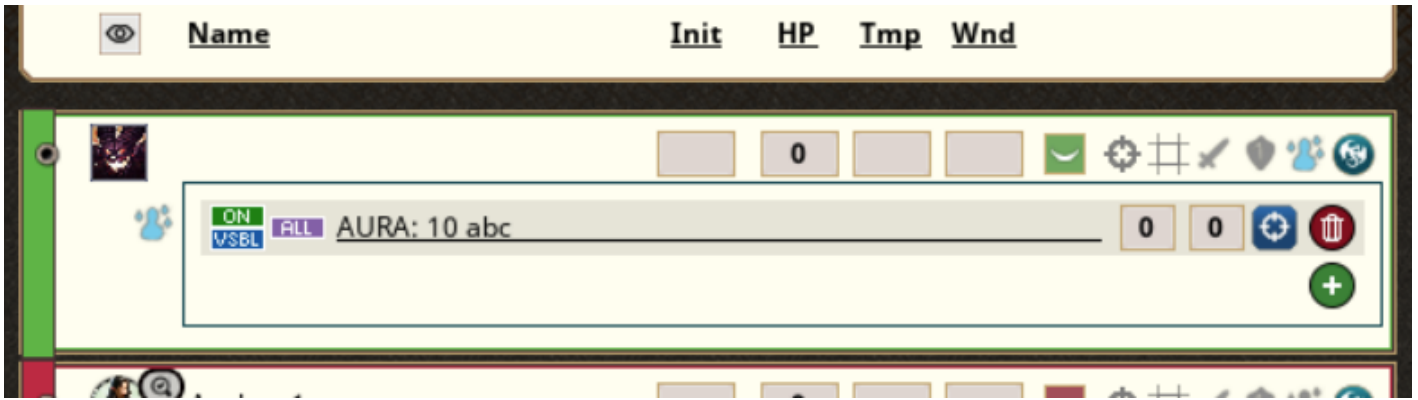 Name Init HP Tmp Wnd
0
ON
VSBL
ALL AURA: 10 abc 0 0